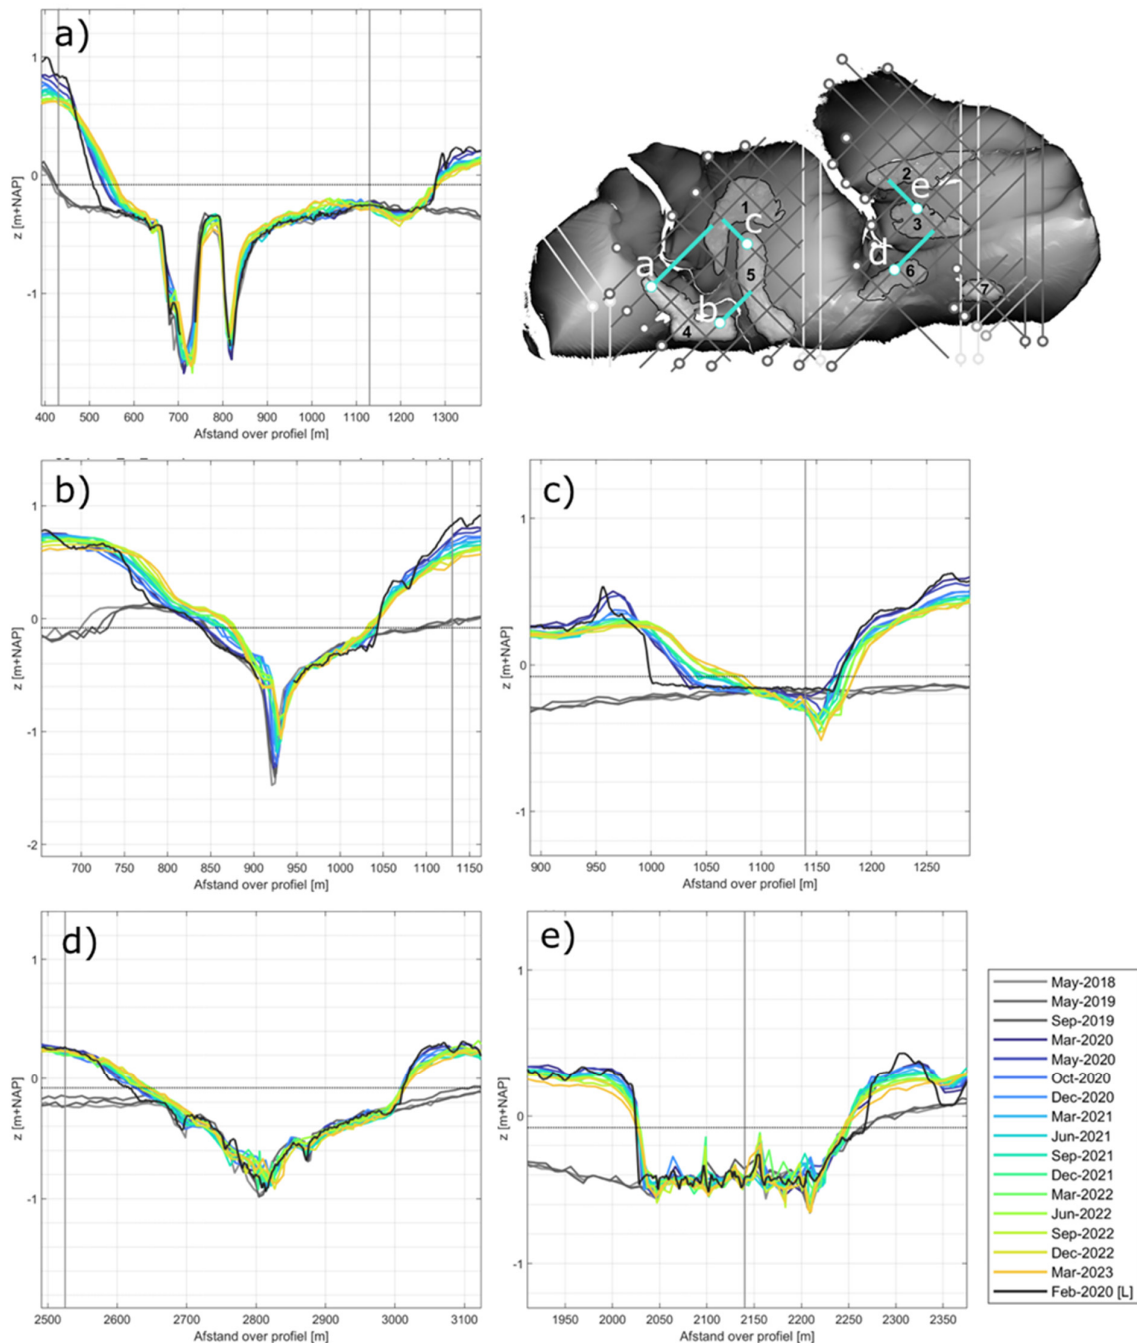 a)
1
0
-1
z [m+NAP]
400 500 600 700 800 900 1000 1100 1200 1300
Afstand over profiel [m]
1
2
3
4
5
6
7
a
b
c
d
e
b)
1
0
-1
-2
z [m+NAP]
700 750 800 850 900 950 1000 1050 1100 1150
Afstand over profiel [m]
c)
1
0
-1
z [m+NAP]
900 950 1000 1050 1100 1150 1200 1250
Afstand over profiel [m]
d)
1
0
-1
z [m+NAP]
2500 2600 2700 2800 2900 3000 3100
Afstand over profiel [m]
e)
1
0
-1
z [m+NAP]
1950 2000 2050 2100 2150 2200 2250 2300 2350
Afstand over profiel [m]
May-2018
May-2019
Sep-2019
Mar-2020
May-2020
Oct-2020
Dec-2020
Mar-2021
Jun-2021
Sep-2021
Dec-2021
Mar-2022
Jun-2022
Sep-2022
Dec-2022
Mar-2023
Feb-2020 [L]